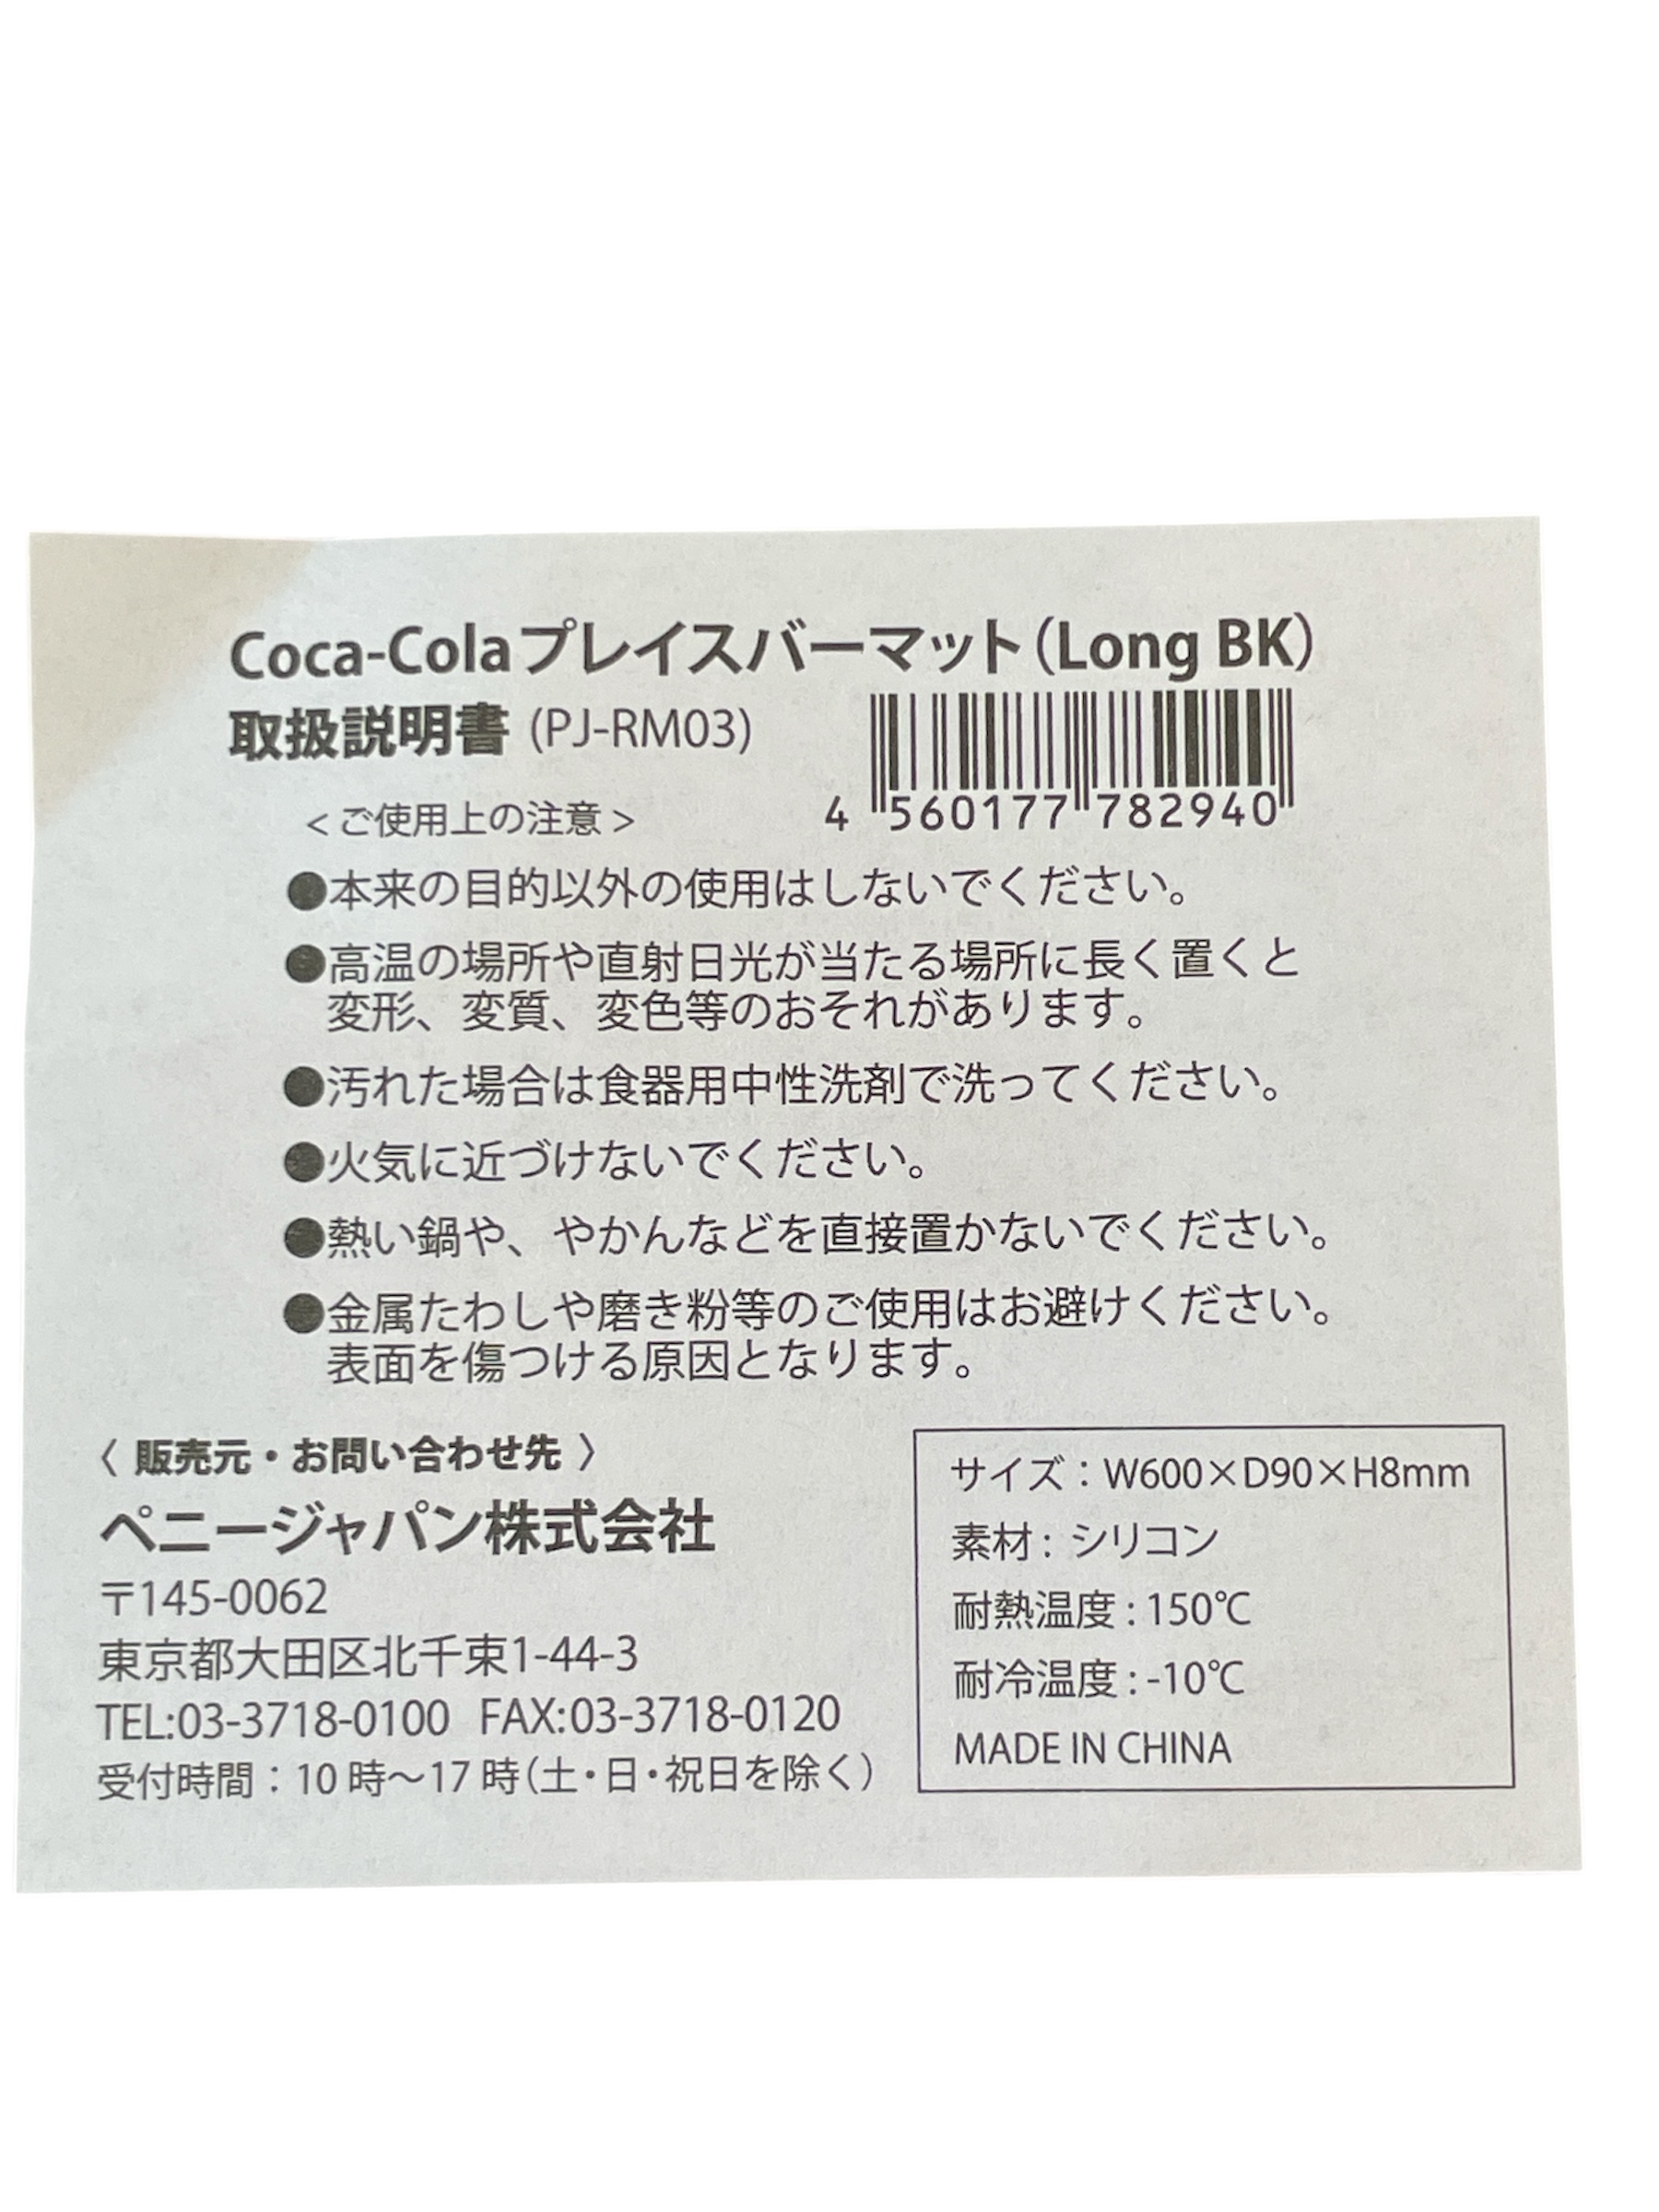 Coca-Colaプレイスバーマット(Long BK)
取扱説明書 (PJ-RM03)
4 560177 782940
<ご使用上の注意>
●本来の目的以外の使用はしないでください。
●高温の場所や直射日光が当たる場所に長く置くと
変形、変質、変色等のおそれがあります。
●汚れた場合は食器用中性洗剤で洗ってください。
●火気に近づけないでください。
●熱い鍋や、やかんなどを直接置かないでください。
●金属たわしや磨き粉等のご使用はお避けください。
表面を傷つける原因となります。
〈 販売元・お問い合わせ先 〉
ペニージャパン株式会社
〒145-0062
東京都大田区北千束1-44-3
TEL:03-3718-0100 FAX:03-3718-0120
受付時間：10 時～17 時（土・日・祝日を除く）
サイズ：W600×D90×H8mm
素材: シリコン
耐熱温度: 150℃
耐冷温度: -10℃
MADE IN CHINA